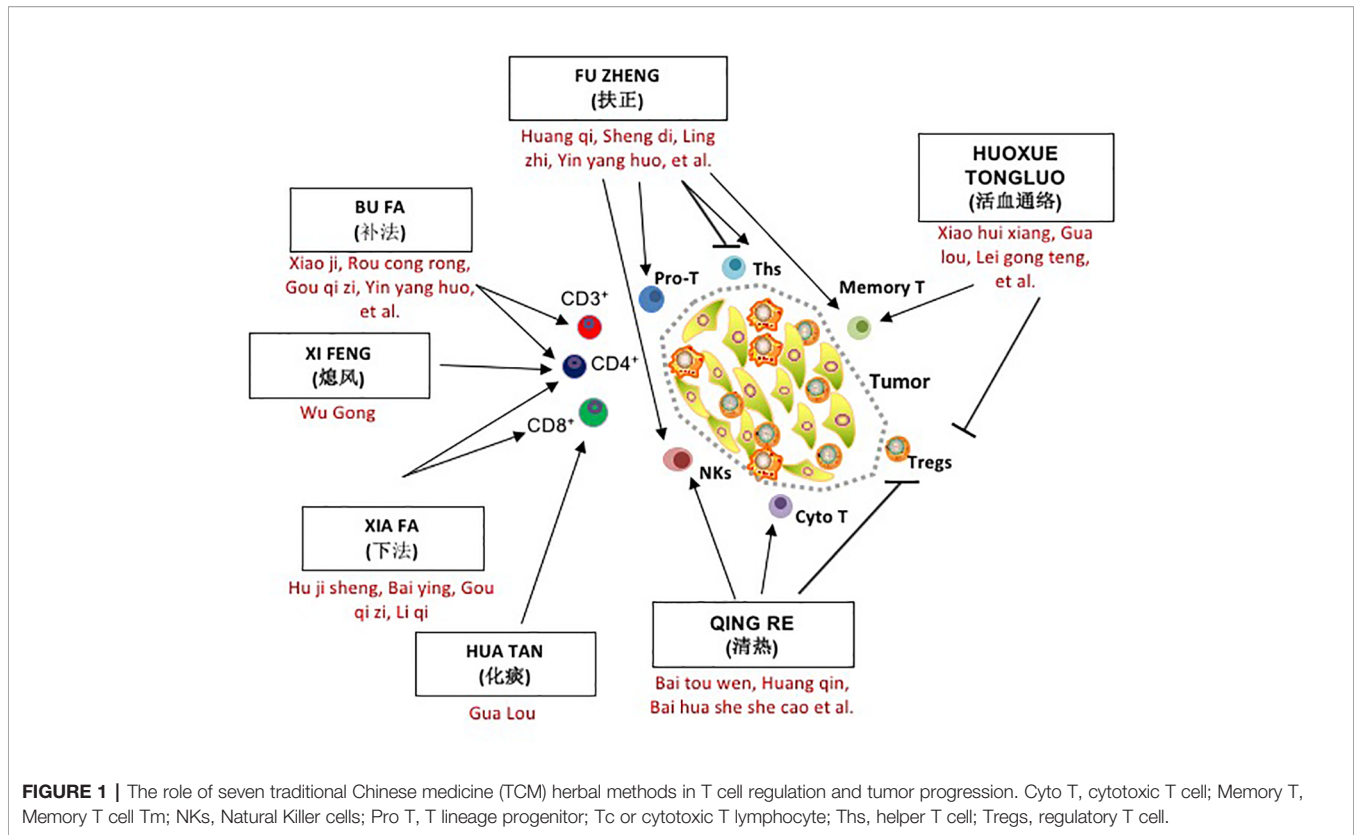 FU ZHENG
(扶正)
Huang qi, Sheng di, Ling
zhi, Yin yang huo, et al.
HUOXUE
TONGLUO
(活血通络)
Xiao hui xiang, Gua
lou, Lei gong teng,
et al.
BU FA
(补法)
Xiao ji, Rou cong rong,
Gou qi zi, Yin yang huo,
et al.
XI FENG
(熄风)
Wu Gong
CD3+
CD4+
CD8+
Pro-T
Ths
Memory T
Tumor
Tregs
NKs
Cyto T
XIA FA
(下法)
Hu ji sheng, Bai ying, Gou
qi zi, Li qi
HUA TAN
(化痰)
Gua Lou
QING RE
(清热)
Bai tou wen, Huang qin,
Bai hua she she cao et al.
FIGURE 1 | The role of seven traditional Chinese medicine (TCM) herbal methods in T cell regulation and tumor progression. Cyto T, cytotoxic T cell; Memory T,
Memory T cell Tm; NKs, Natural Killer cells; Pro T, T lineage progenitor; Tc or cytotoxic T lymphocyte; Ths, helper T cell; Tregs, regulatory T cell.